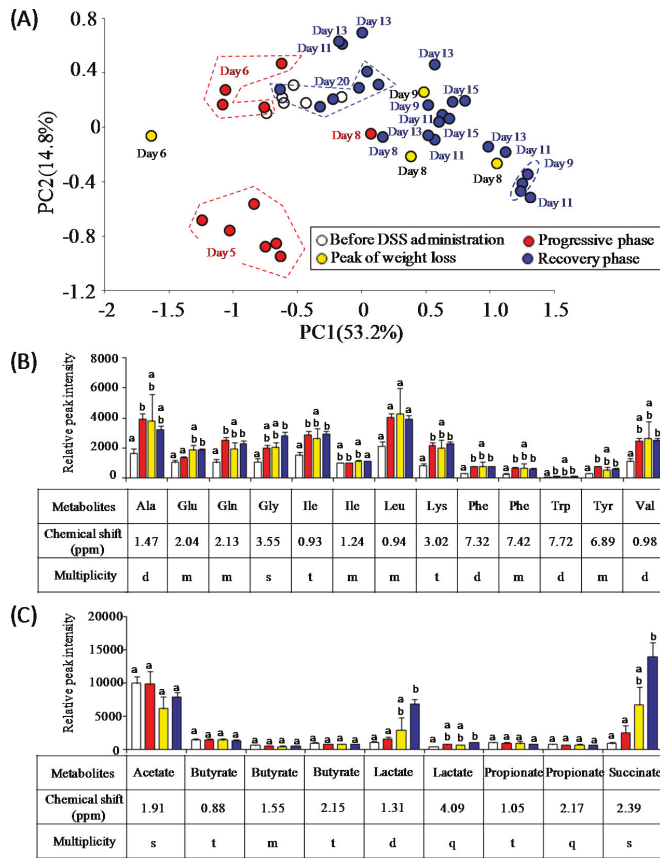 (A)
0.8
0.4
0
-0.4
-0.8
-1.2
PC2(14.8%)
Day 13
Day 13
Day 11
Day 6
Day 20
Day 13
Day 9
Day 15
Day 9
Day 11
Day 15
Day 6
Day 8
Day 13
Day 13
Day 8
Day 11
Day 11
Day 8
Day 8
Day 9
Day 11
Day 5
Before DSS administration
Progressive phase
Peak of weight loss
Recovery phase
-2 -1.5 -1 -0.5 0 0.5 1 1.5
PC1(53.2%)
(B)
Relative peak intensity
8000
6000
4000
2000
0
Metabolites Ala Glu Gln Gly Ile Ile Leu Lys Phe Phe Trp Tyr Val
Chemical shift (ppm) 1.47 2.04 2.13 3.55 0.93 1.24 0.94 3.02 7.32 7.42 7.72 6.89 0.98
Multiplicity d m m s t m m t d m d m d
(C)
Relative peak intensity
20000
15000
10000
5000
0
Metabolites Acetate Butyrate Butyrate Butyrate Lactate Lactate Propionate Propionate Succinate
Chemical shift (ppm) 1.91 0.88 1.55 2.15 1.31 4.09 1.05 2.17 2.39
Multiplicity s t m t d q t q s